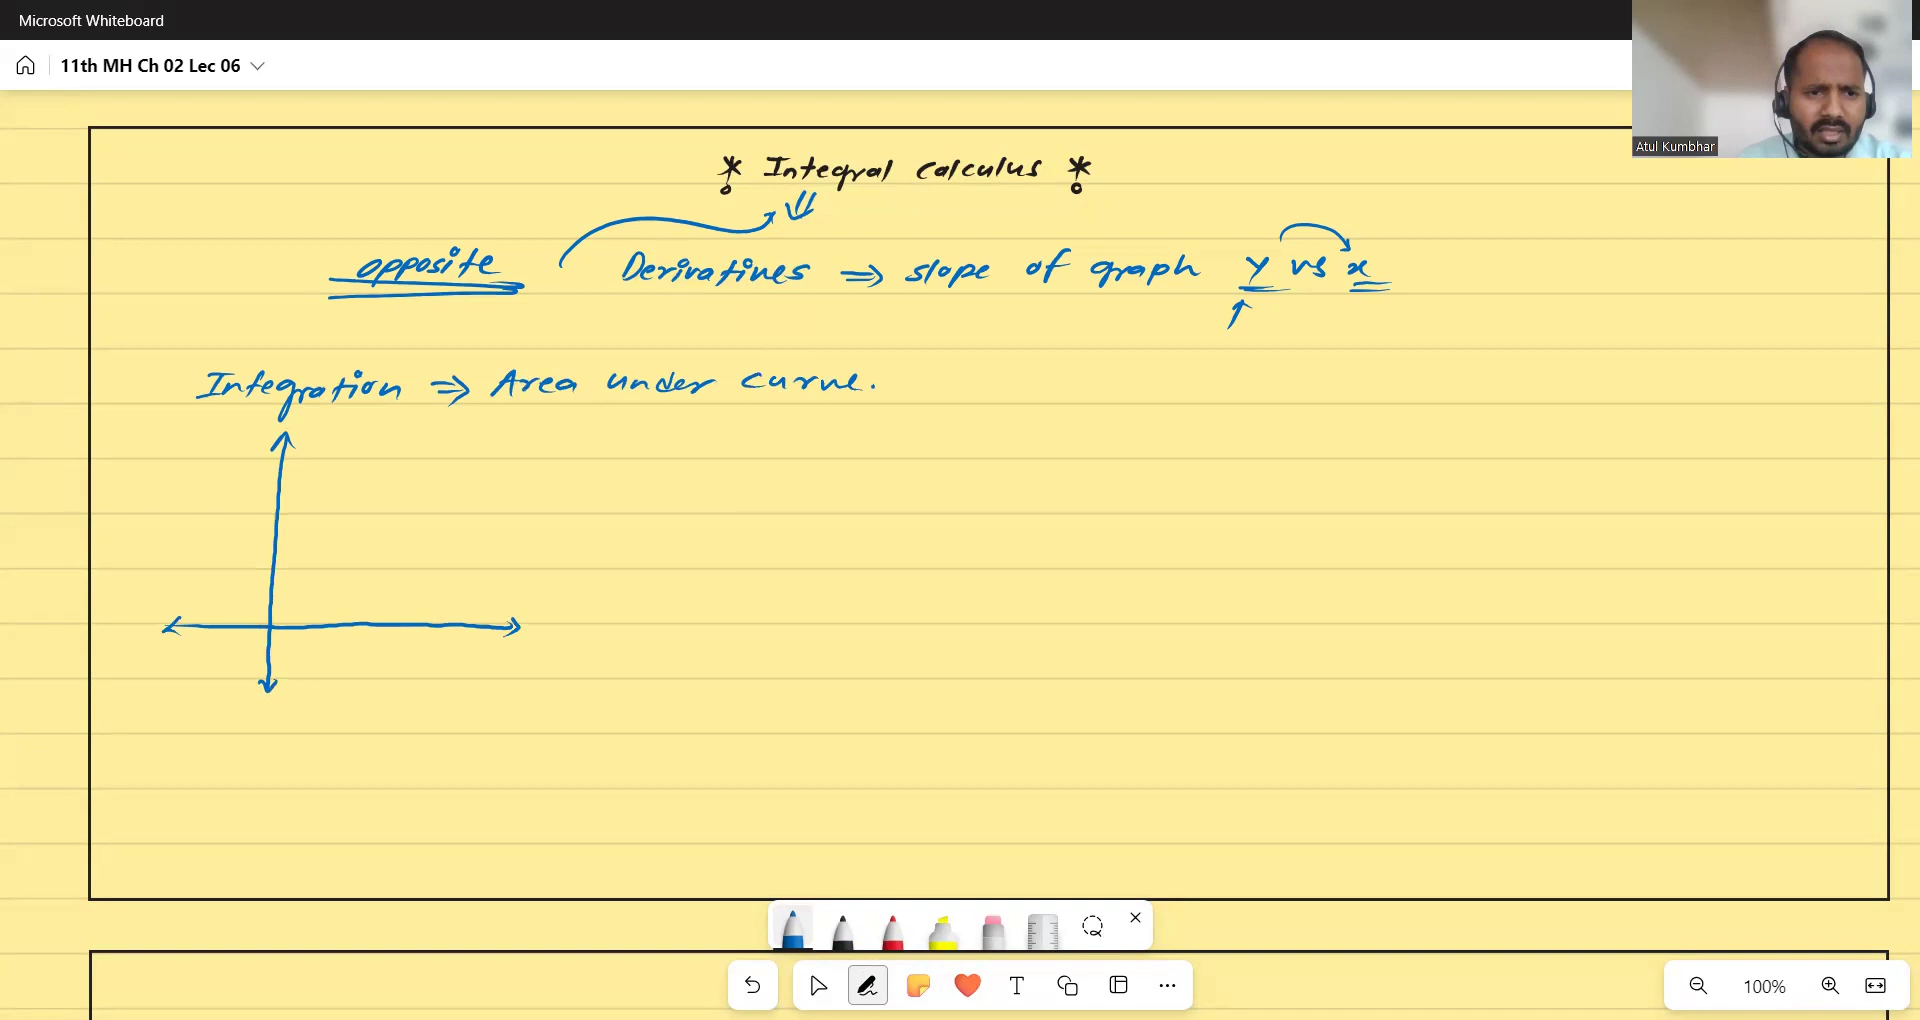 Microsoft Whiteboard
11th MH Ch 02 Lec 06
Atul Kumbhar
* Integral calculus *
opposite Derivatives ⇒ slope of graph y vs x
Integration ⇒ Area under curve.
100%